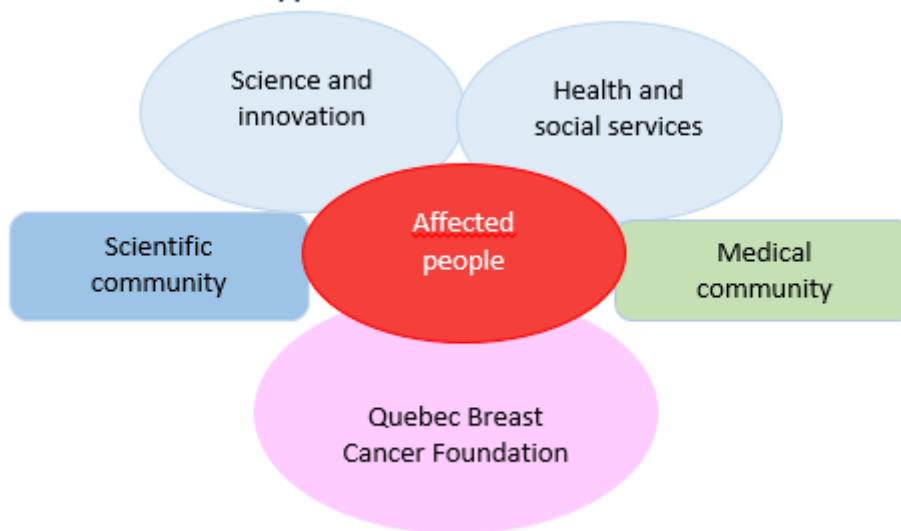 Science and
innovation
Health and
social services
Affected
people
Scientific
community
Medical
community
Quebec Breast
Cancer Foundation